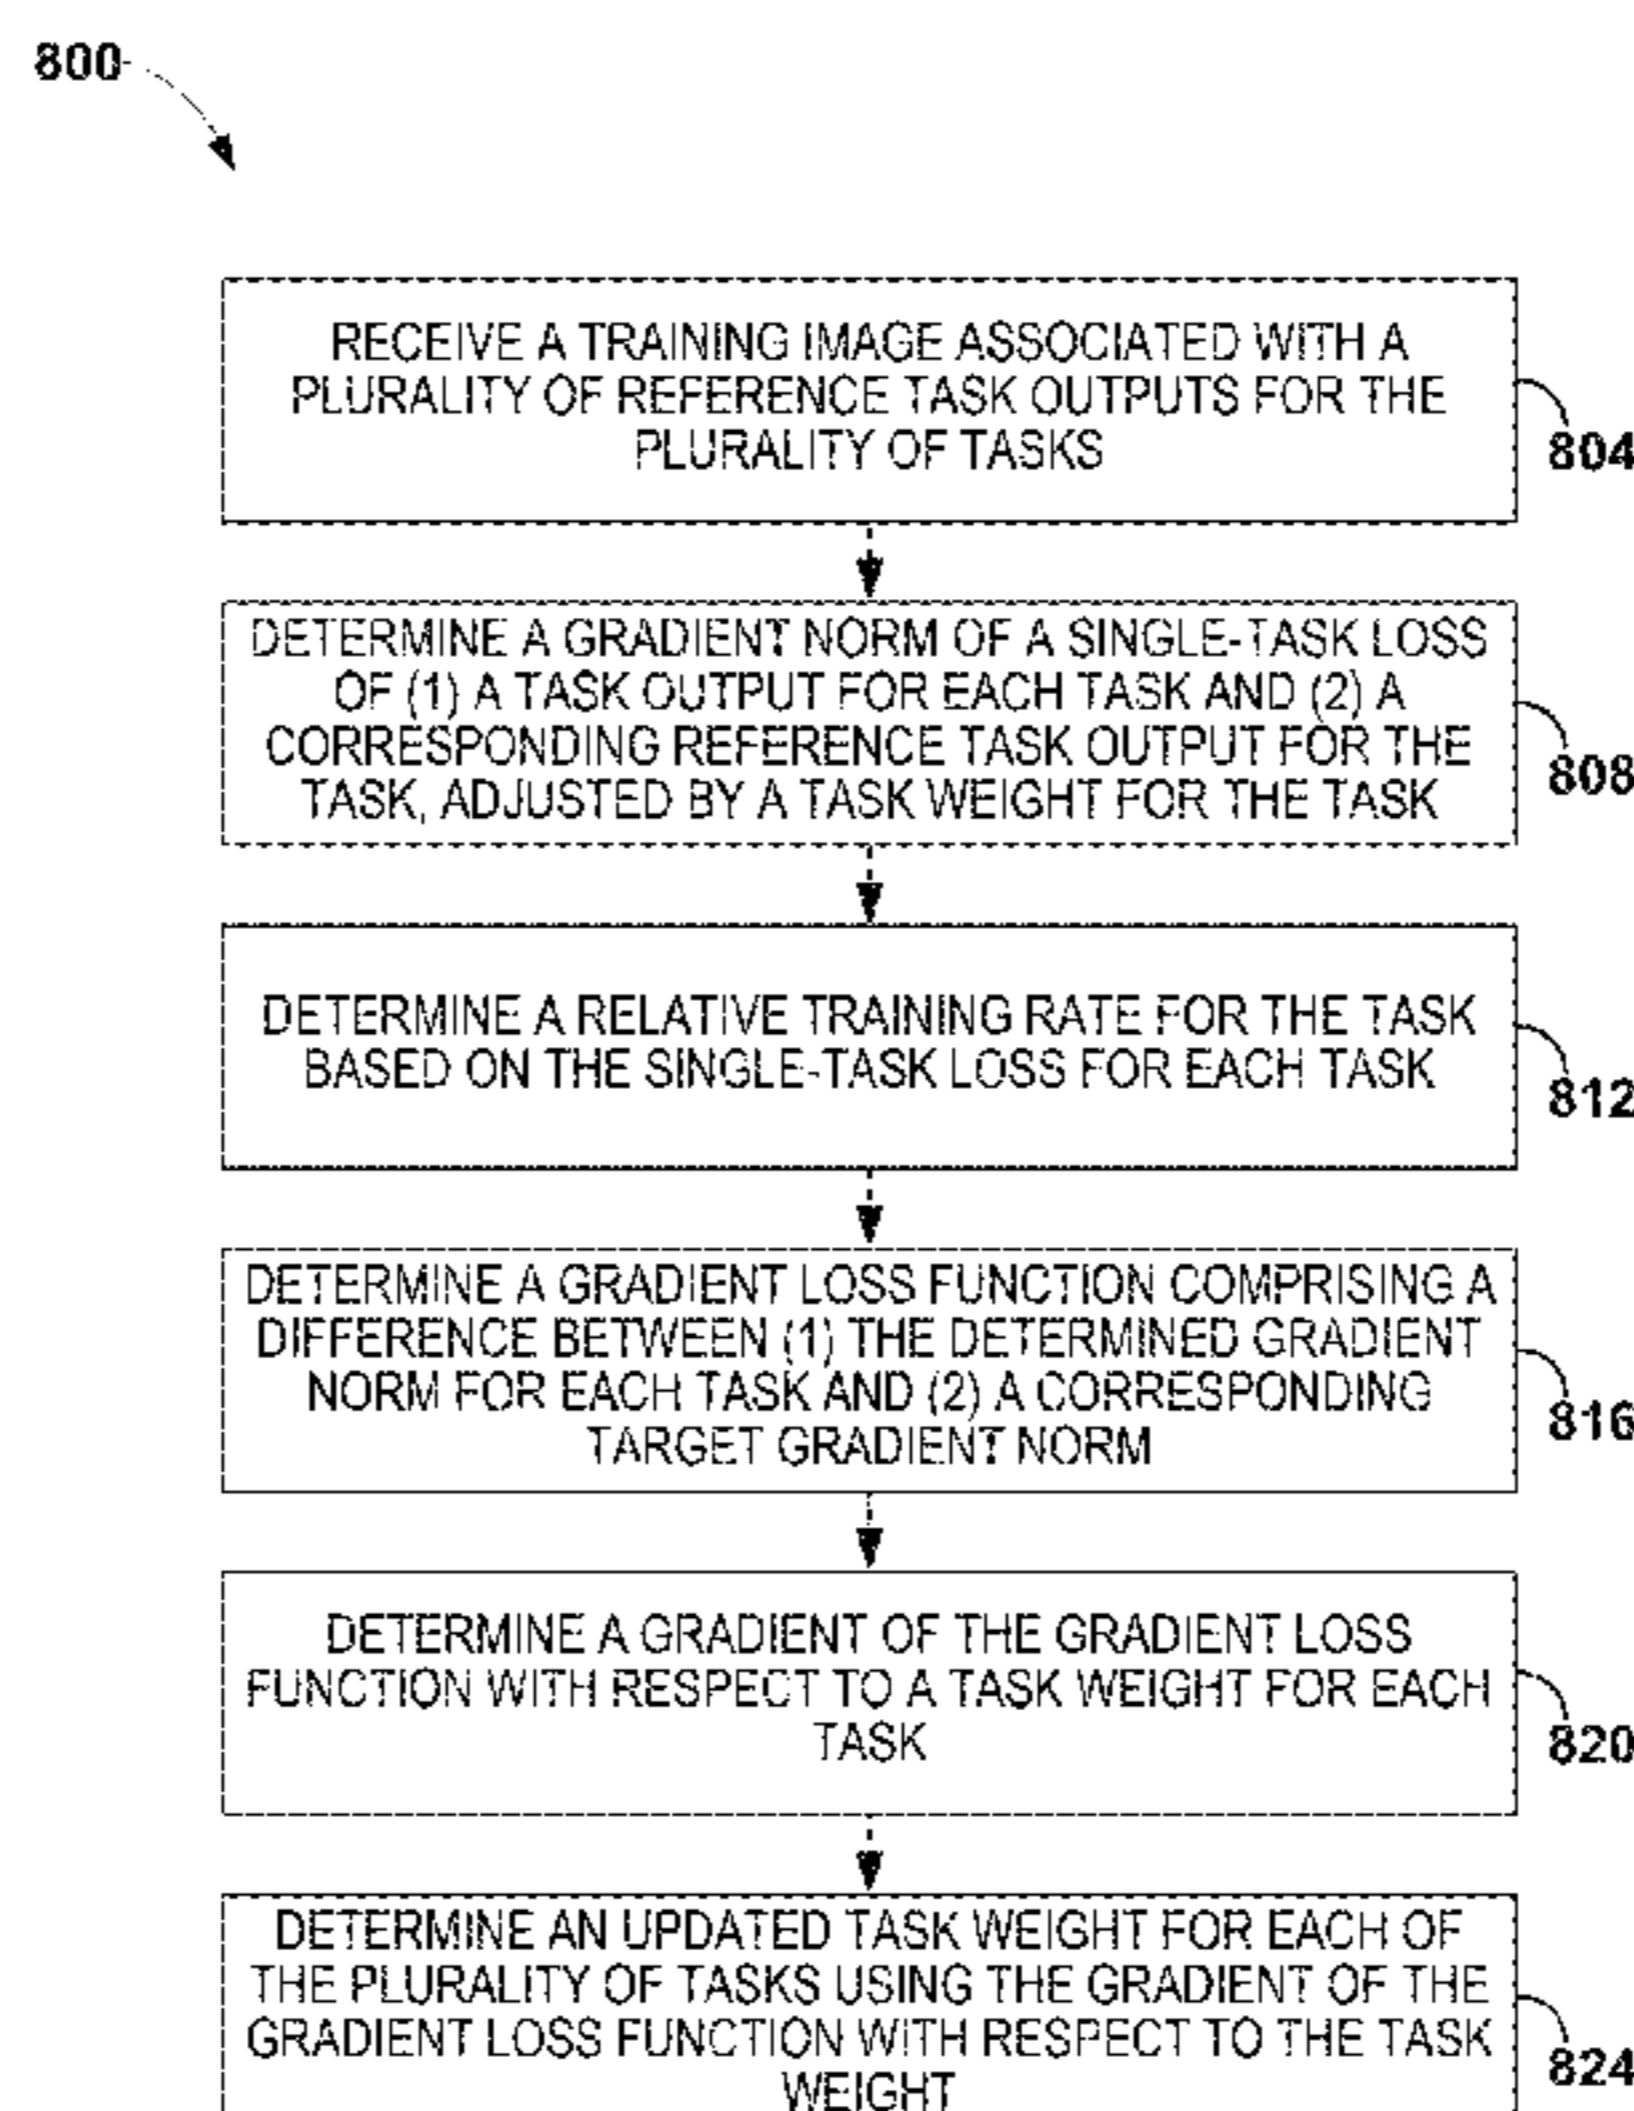 800
RECEIVE A TRAINING IMAGE ASSOCIATED WITH A
PLURALITY OF REFERENCE TASK OUTPUTS FOR THE
PLURALITY OF TASKS
804
DETERMINE A GRADIENT NORM OF A SINGLE-TASK LOSS
OF (1) A TASK OUTPUT FOR EACH TASK AND (2) A
CORRESPONDING REFERENCE TASK OUTPUT FOR THE
TASK, ADJUSTED BY A TASK WEIGHT FOR THE TASK
808
DETERMINE A RELATIVE TRAINING RATE FOR THE TASK
BASED ON THE SINGLE-TASK LOSS FOR EACH TASK
812
DETERMINE A GRADIENT LOSS FUNCTION COMPRISING A
DIFFERENCE BETWEEN (1) THE DETERMINED GRADIENT
NORM FOR EACH TASK AND (2) A CORRESPONDING
TARGET GRADIENT NORM
816
DETERMINE A GRADIENT OF THE GRADIENT LOSS
FUNCTION WITH RESPECT TO A TASK WEIGHT FOR EACH
TASK
820
DETERMINE AN UPDATED TASK WEIGHT FOR EACH OF
THE PLURALITY OF TASKS USING THE GRADIENT OF THE
GRADIENT LOSS FUNCTION WITH RESPECT TO THE TASK
WEIGHT
824